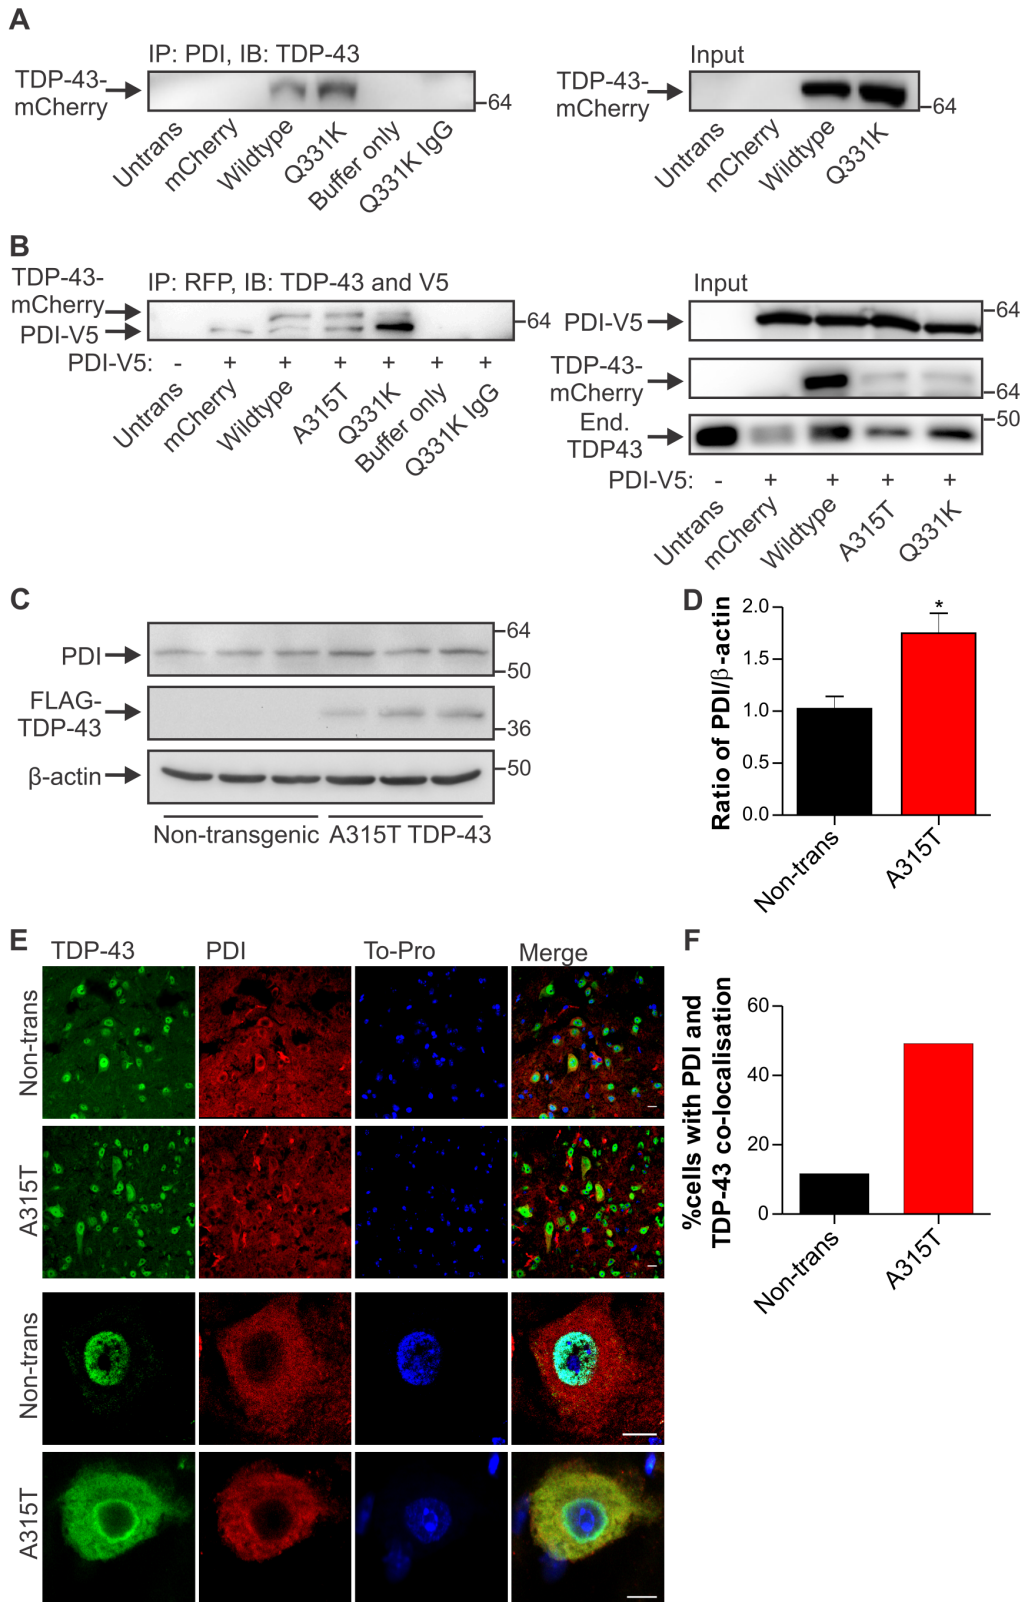 A
IP: PDI, IB: TDP-43
TDP-43-
mCherry
64
Untrans
mCherry
Wildtype
Q331K
Buffer only
Q331K IgG
Input
TDP-43-
mCherry
64
Untrans
mCherry
Wildtype
Q331K
B
IP: RFP, IB: TDP-43 and V5
TDP-43-
mCherry
PDI-V5
64
PDI-V5: - + + + + + +
Untrans
mCherry
Wildtype
A315T
Q331K
Buffer only
Q331K IgG
Input
PDI-V5
64
TDP-43-
mCherry
64
End.
TDP43
50
PDI-V5: - + + + +
Untrans
mCherry
Wildtype
A315T
Q331K
C
PDI
64
50
FLAG-
TDP-43
36
β-actin
50
Non-transgenic A315T TDP-43
D
Ratio of PDI/β-actin
2.0
1.5
1.0
0.5
0.0
*
Non-trans
A315T
E
TDP-43 PDI To-Pro Merge
Non-trans
A315T
Non-trans
A315T
F
%cells with PDI and
TDP-43 co-localisation
60
40
20
0
Non-trans
A315T